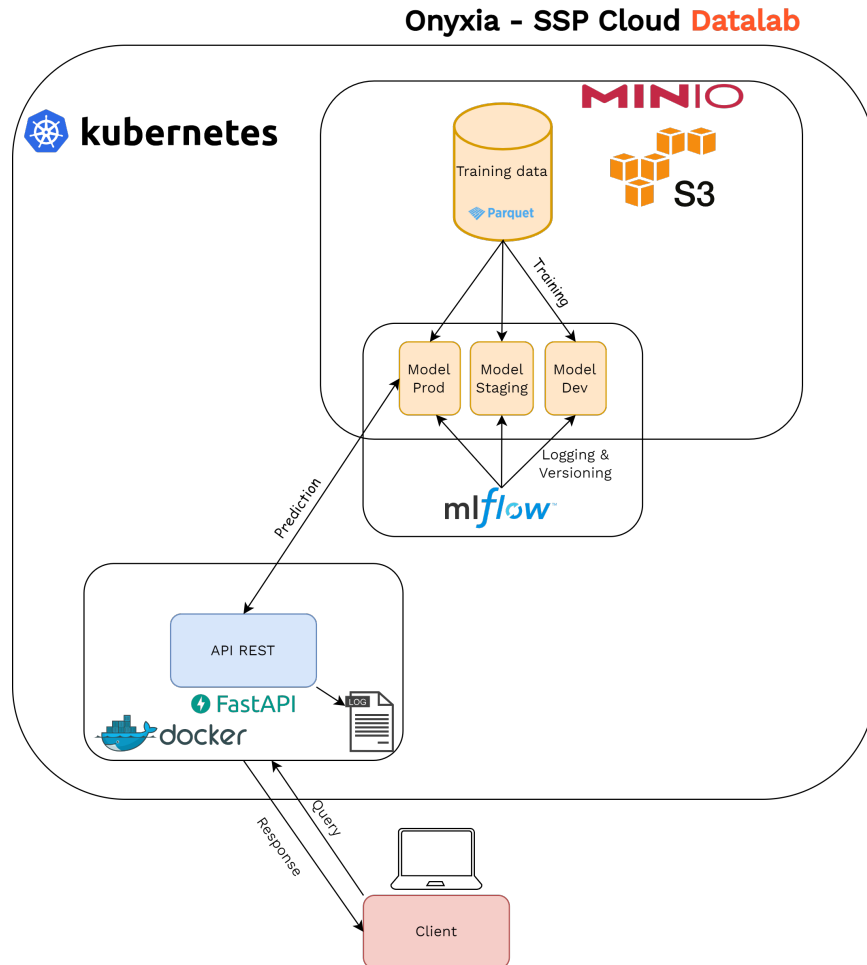 Onyxia - SSP Cloud Datalab
MINIO
kubernetes
Training data
Parquet
S3
Training
Model
Prod
Model
Staging
Model
Dev
Logging &
Versioning
mlflow™
Prediction
API REST
FastAPI
LOG
docker
Query
Response
Client